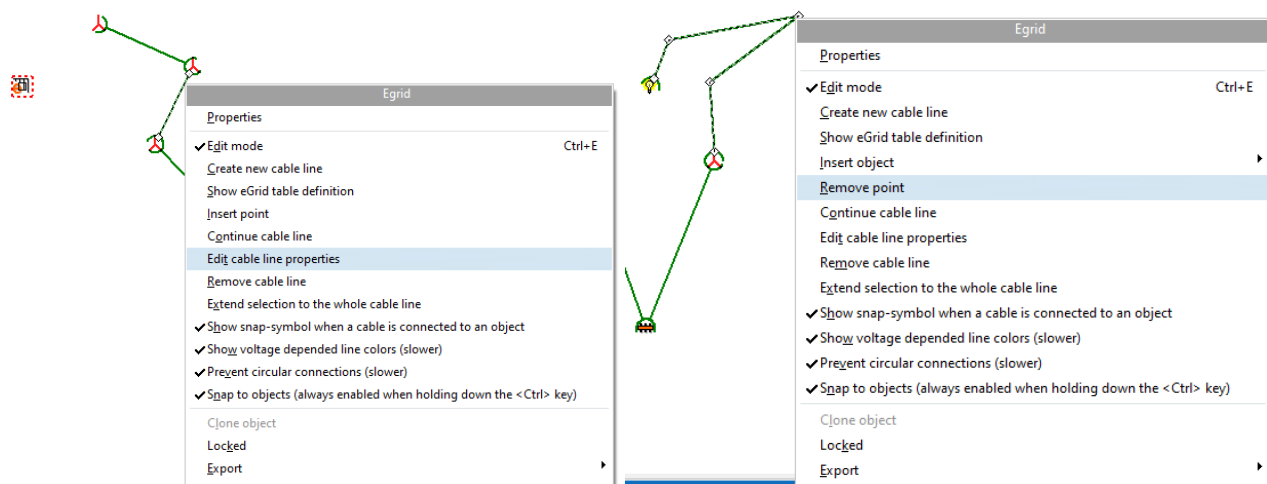 Egrid
Properties
Edit mode Ctrl+E
Create new cable line
Show eGrid table definition
Insert point
Continue cable line
Edit cable line properties
Remove cable line
Extend selection to the whole cable line
Show snap-symbol when a cable is connected to an object
Show voltage depended line colors (slower)
Prevent circular connections (slower)
Snap to objects (always enabled when holding down the <Ctrl> key)
Clone object
Locked
Export
Egrid
Properties
Edit mode Ctrl+E
Create new cable line
Show eGrid table definition
Insert object
Remove point
Continue cable line
Edit cable line properties
Remove cable line
Extend selection to the whole cable line
Show snap-symbol when a cable is connected to an object
Show voltage depended line colors (slower)
Prevent circular connections (slower)
Snap to objects (always enabled when holding down the <Ctrl> key)
Clone object
Locked
Export